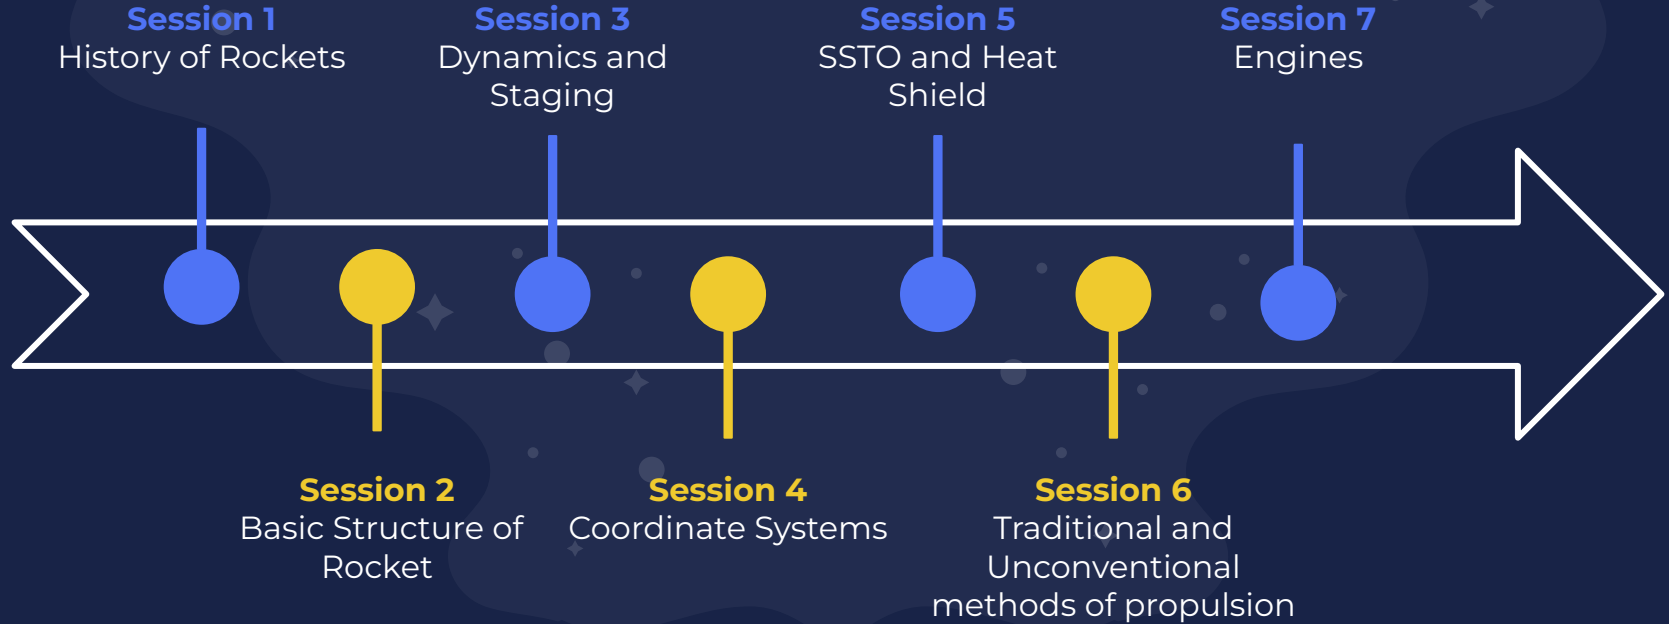 Session 1
History of Rockets
Session 3
Dynamics and
Staging
Session 5
SSTO and Heat
Shield
Session 7
Engines
Session 2
Basic Structure of
Rocket
Session 4
Coordinate Systems
Session 6
Traditional and
Unconventional
methods of propulsion